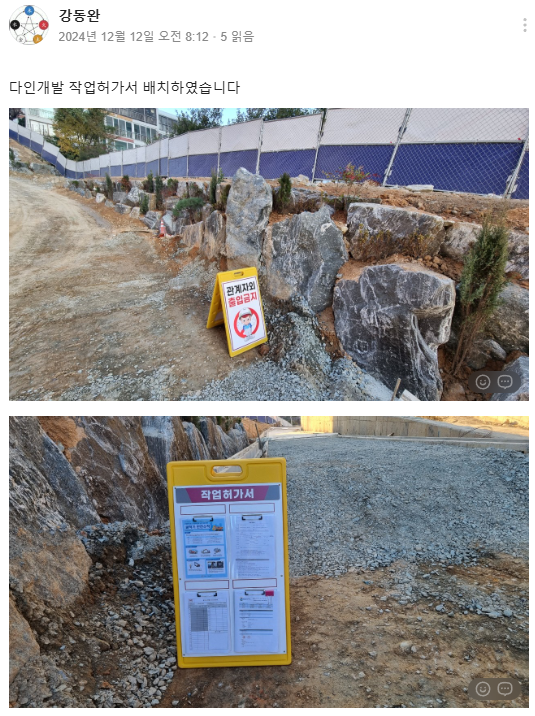 강동완
2024년 12월 12일 오전 8:12 · 5 읽음
다인개발 작업허가서 배치하였습니다
관계자외
출입금지
작업허가서